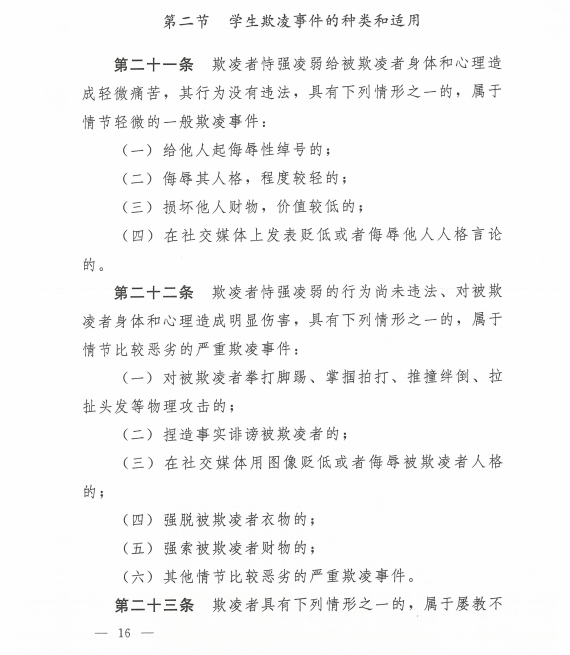 第二节 学生欺凌事件的种类和适用
第二十一条 欺凌者恃强凌弱给被欺凌者身体和心理造
成轻微痛苦，其行为没有违法，具有下列情形之一的，属于
情节轻微的一般欺凌事件：
（一）给他人起侮辱性绰号的；
（二）侮辱其人格，程度较轻的；
（三）损坏他人财物，价值较低的；
（四）在社交媒体上发表贬低或者侮辱他人人格言论
的。
第二十二条 欺凌者恃强凌弱的行为尚未违法、对被欺
凌者身体和心理造成明显伤害，具有下列情形之一的，属于
情节比较恶劣的严重欺凌事件：
（一）对被欺凌者拳打脚踢、掌掴拍打、推撞绊倒、拉
扯头发等物理攻击的；
（二）捏造事实诽谤被欺凌者的；
（三）在社交媒体用图像贬低或者侮辱被欺凌者人格
的；
（四）强脱被欺凌者衣物的；
（五）强索被欺凌者财物的；
（六）其他情节比较恶劣的严重欺凌事件。
第二十三条 欺凌者具有下列情形之一的，属于屡教不
— 16 —